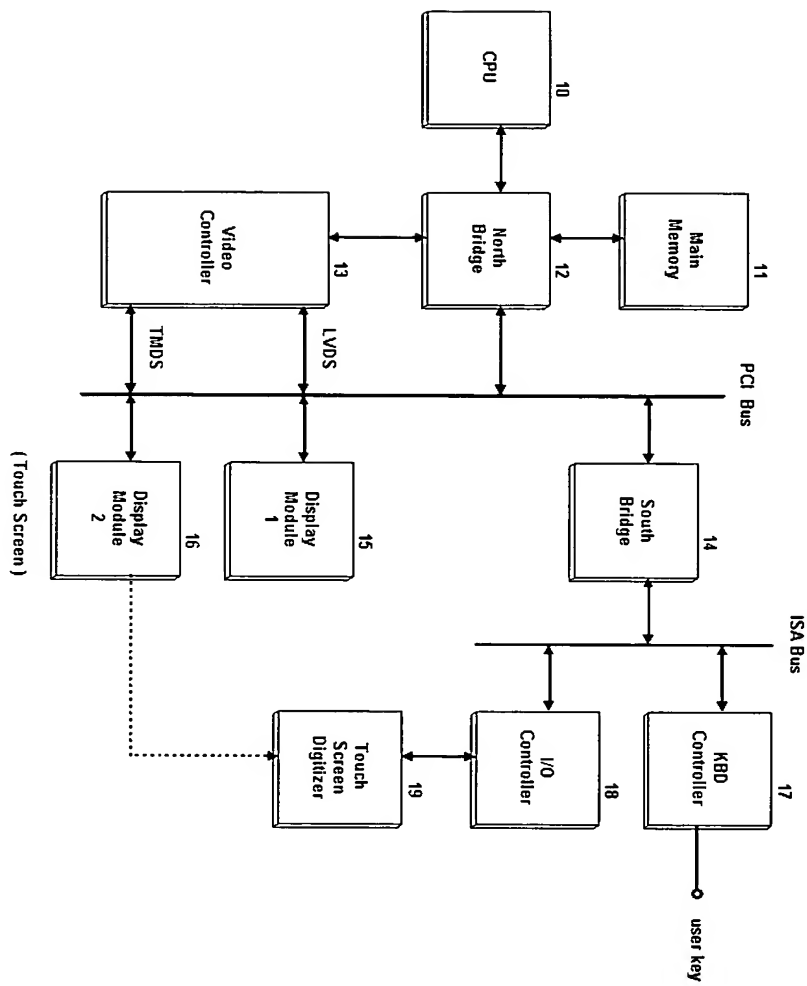 ISA Bus
17
11
PCI Bus
KBD
Controller
Main
Memory
user key
14
18
12
10
South
Bridge
I/O
Controller
North
Bridge
CPU
19
15
13
Touch
Screen
Digitizer
LVDS
Display
Module
1
Video
Controller
16
TMDS
Display
Module
2
( Touch Screen )